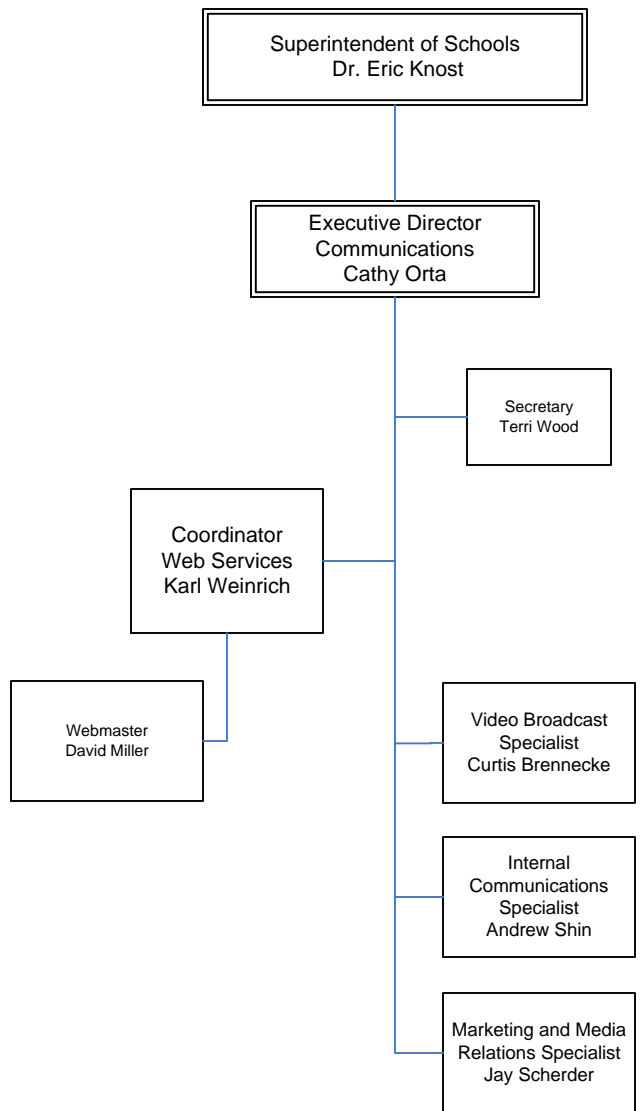 Superintendent of Schools
Dr. Eric Knost
Executive Director
Communications
Cathy Orta
Secretary
Terri Wood
Coordinator
Web Services
Karl Weinrich
Webmaster
David Miller
Video Broadcast
Specialist
Curtis Brennecke
Internal
Communications
Specialist
Andrew Shin
Marketing and Media
Relations Specialist
Jay Scherder